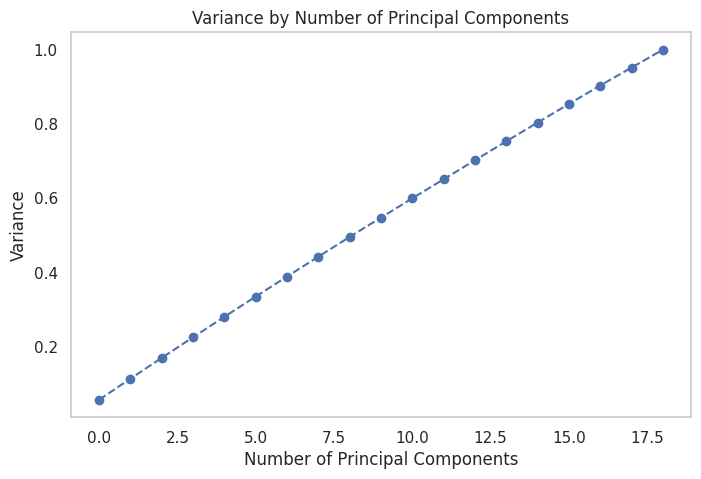 Variance by Number of Principal Components
1.0
0.8
0.6
0.4
0.2
Variance
0.0 2.5 5.0 7.5 10.0 12.5 15.0 17.5
Number of Principal Components